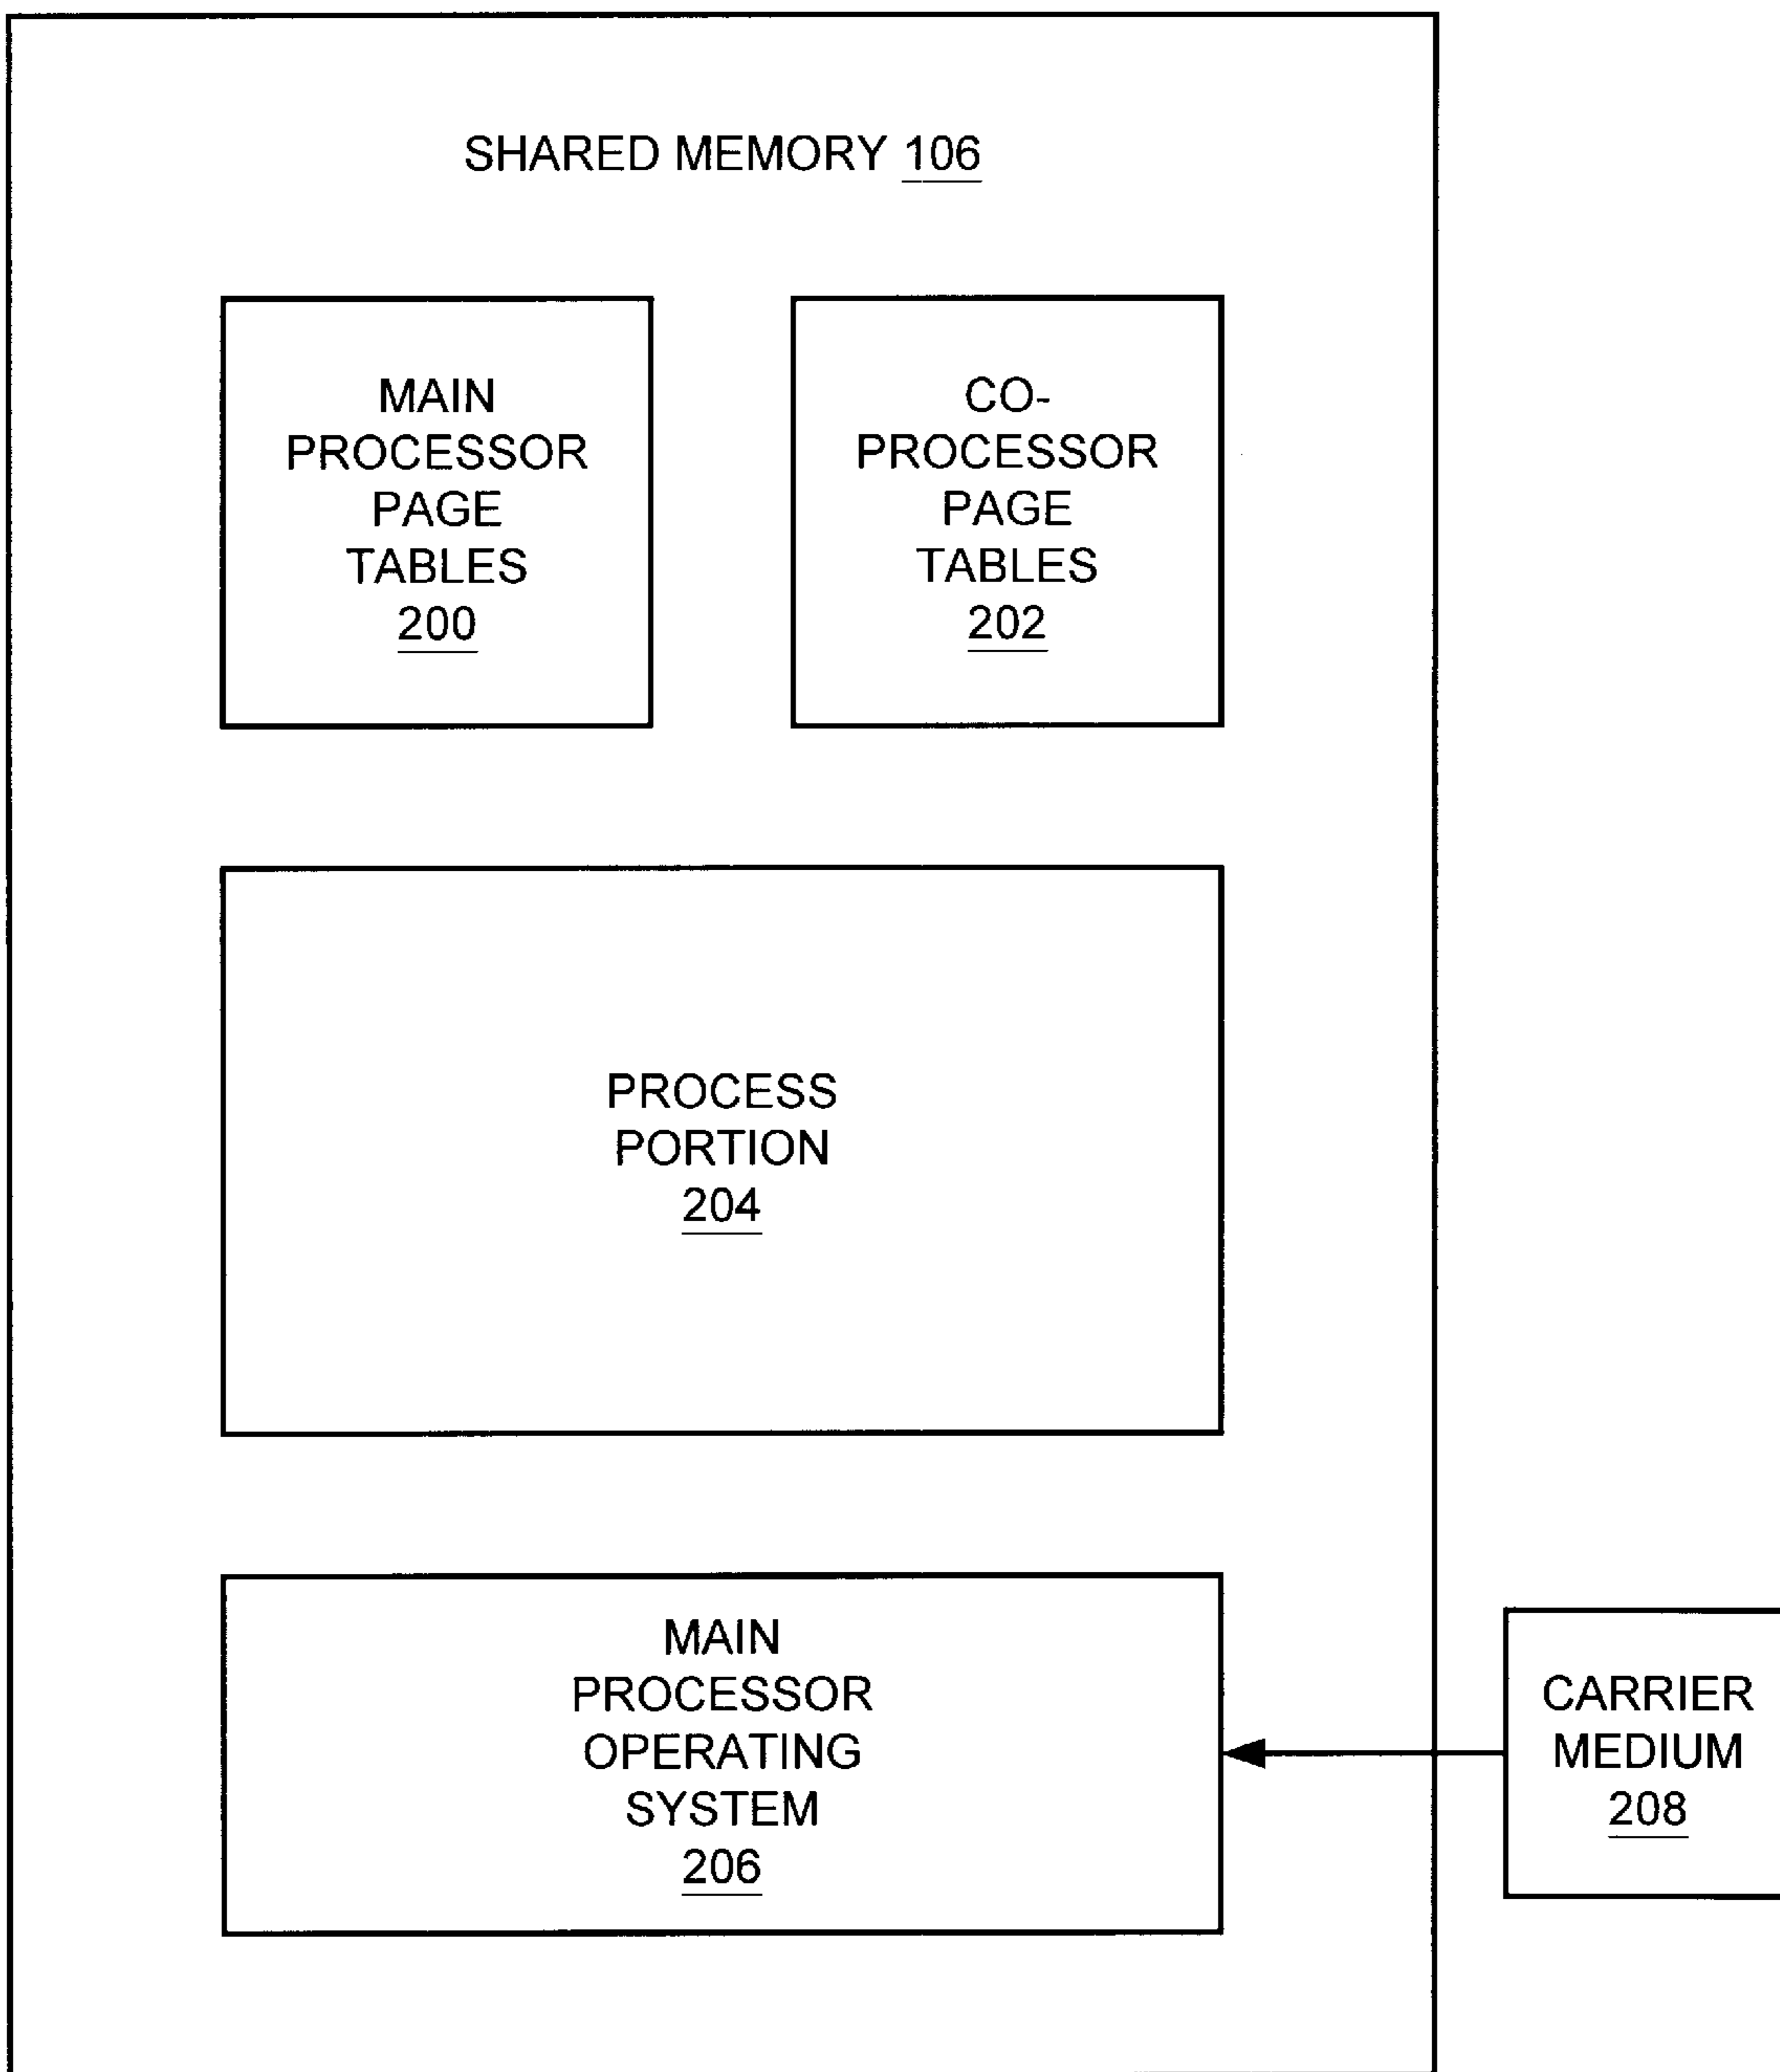 SHARED MEMORY 106
MAIN
PROCESSOR
PAGE
TABLES
200
CO-
PROCESSOR
PAGE
TABLES
202
PROCESS
PORTION
204
MAIN
PROCESSOR
OPERATING
SYSTEM
206
CARRIER
MEDIUM
208